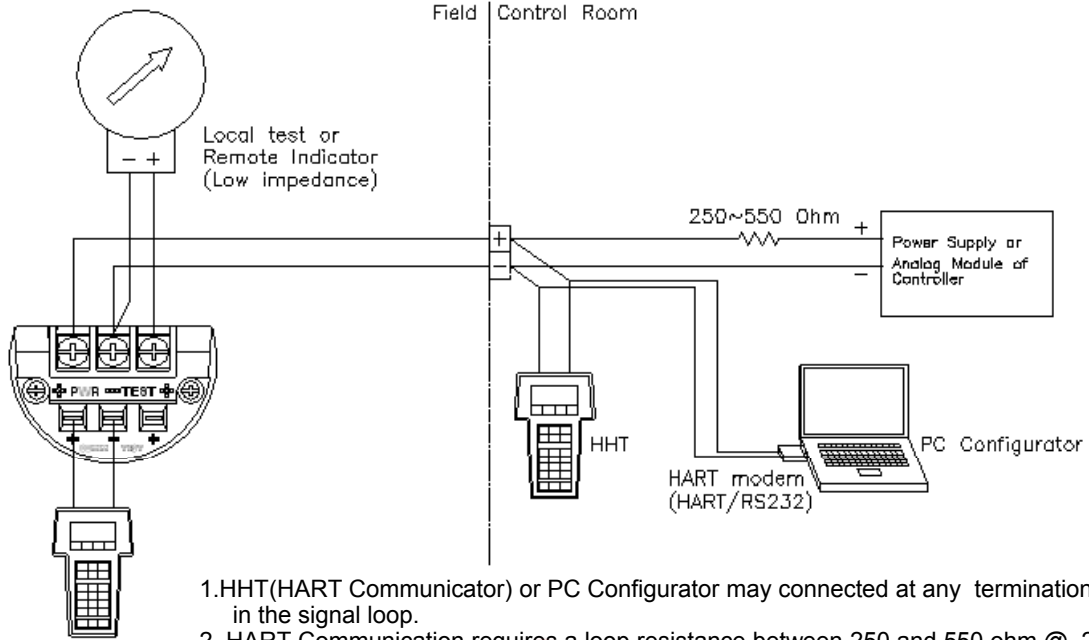 Field Control Room
Local test or
Remote Indicator
(Low impedance)
- +
250~550 Ohm
+
+
-
-
Power Supply or
Analog Module of
Controller
+ PWR - TEST +
- - +
TEST
HHT
PC Configurator
HART modem
(HART/RS232)
1.HHT(HART Communicator) or PC Configurator may connected at any termination
in the signal loop.
2. HART Communication requires a loop resistance between 250 and 550 ohm @